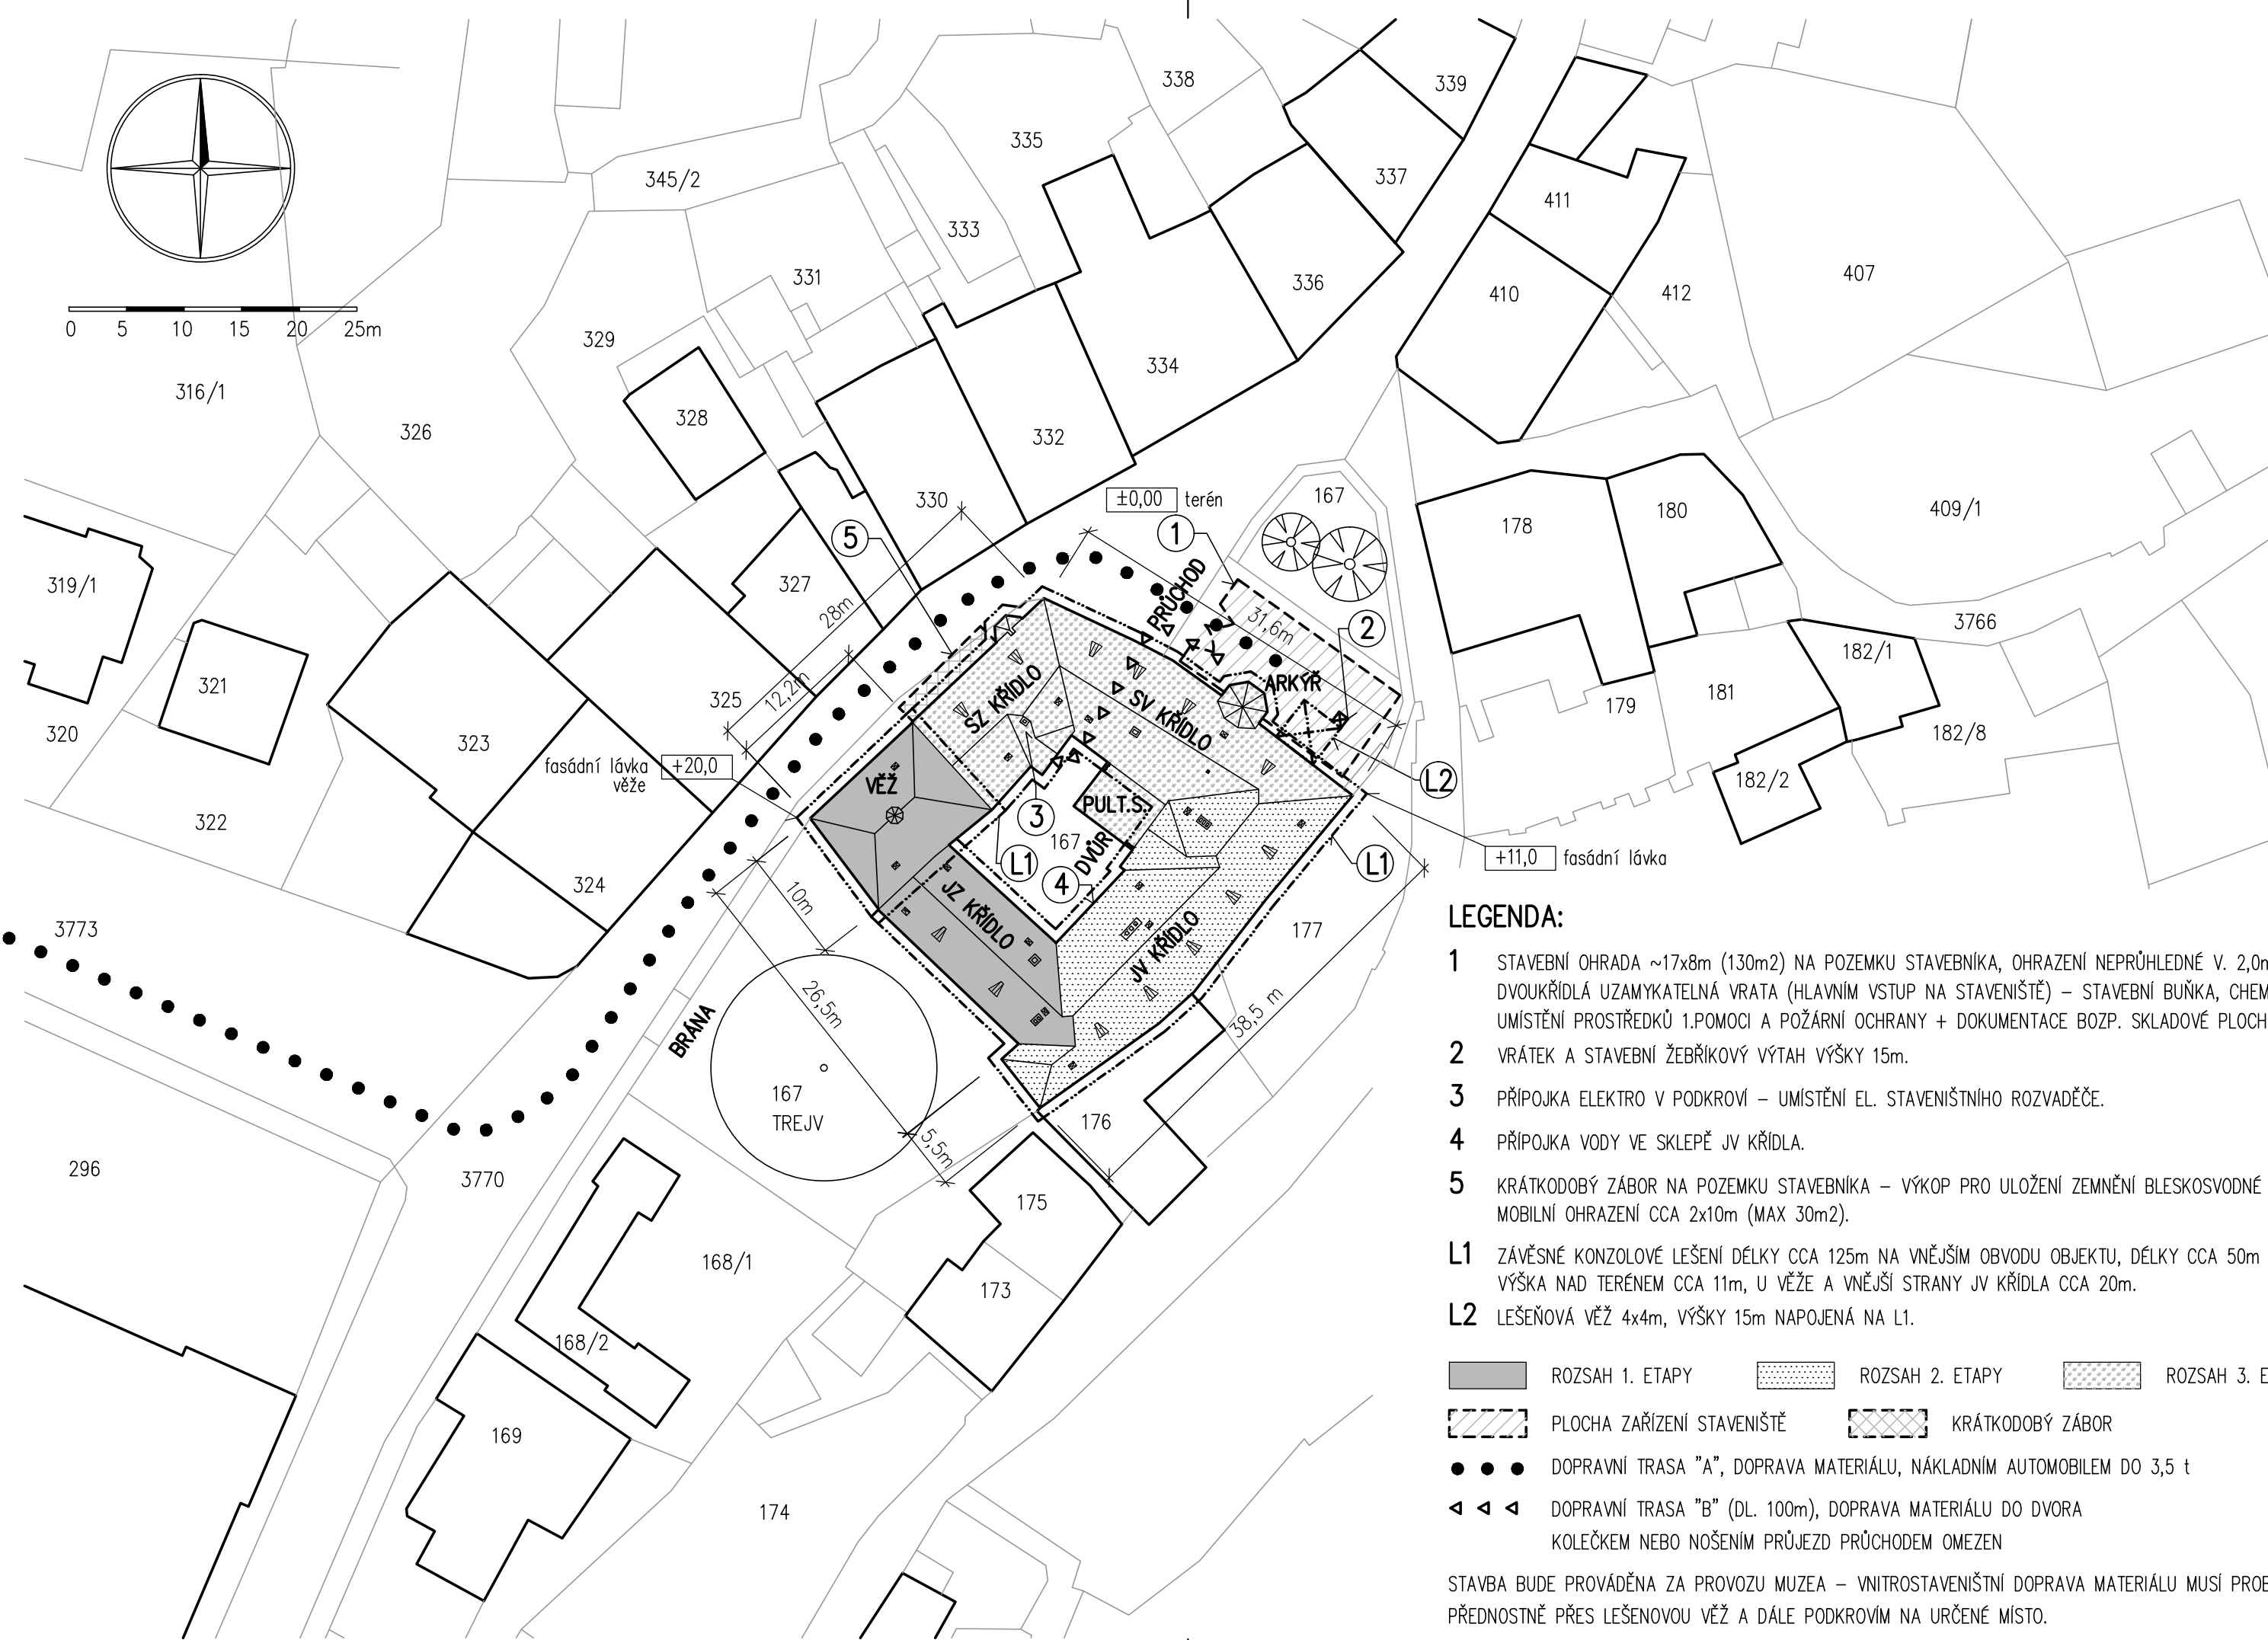 338
339
335
345/2
337
411
333
331
336
410
412
407
0 5 10 15 20 25m
329
334
316/1
328
326
332
330
±0,00 terén
167
1
178
180
409/1
5
327
319/1
28m
PRŮCHOD
31,6m
2
3766
182/1
321
325
12,2m
SZ KŘÍDLO
SV KŘÍDLO
ARKÝŘ
181
179
320
323
182/8
fasádní lávka
věže
+20,0
VĚŽ
L2
182/2
322
PULT.S.
3
167
DVŮR
L1
L1
+11,0 fasádní lávka
324
4
10m
JZ KŘÍDLO
JV KŘÍDLO
177
3773
26,5m
38,5 m
BRÁNA
167
TREJV
176
5,5m
296
3770
175
168/1
173
168/2
169
174
LEGENDA:
1 STAVEBNÍ OHRADA ~17x8m (130m2) NA POZEMKU STAVEBNÍKA, OHRAZENÍ NEPRŮHLEDNÉ V. 2,0m
DVOUKŘÍDLÁ UZAMYKATELNÁ VRATA (HLAVNÍM VSTUP NA STAVENIŠTĚ) – STAVEBNÍ BUŇKA, CHEM
UMÍSTĚNÍ PROSTŘEDKŮ 1.POMOCI A POŽÁRNÍ OCHRANY + DOKUMENTACE BOZP. SKLADOVÉ PLOCH
2 VRÁTEK A STAVEBNÍ ŽEBŘÍKOVÝ VÝTAH VÝŠKY 15m.
3 PŘÍPOJKA ELEKTRO V PODKROVÍ – UMÍSTĚNÍ EL. STAVENIŠTNÍHO ROZVADĚČE.
4 PŘÍPOJKA VODY VE SKLEPĚ JV KŘÍDLA.
5 KRÁTKODOBÝ ZÁBOR NA POZEMKU STAVEBNÍKA – VÝKOP PRO ULOŽENÍ ZEMNĚNÍ BLESKOSVODNÉ
MOBILNÍ OHRAZENÍ CCA 2x10m (MAX 30m2).
L1 ZÁVĚSNÉ KONZOLOVÉ LEŠENÍ DÉLKY CCA 125m NA VNĚJŠÍM OBVODU OBJEKTU, DÉLKY CCA 50m
VÝŠKA NAD TERÉNEM CCA 11m, U VĚŽE A VNĚJŠÍ STRANY JV KŘÍDLA CCA 20m.
L2 LEŠEŇOVÁ VĚŽ 4x4m, VÝŠKY 15m NAPOJENÁ NA L1.
ROZSAH 1. ETAPY ROZSAH 2. ETAPY ROZSAH 3. E
PLOCHA ZAŘÍZENÍ STAVENIŠTĚ KRÁTKODOBÝ ZÁBOR
DOPRAVNÍ TRASA "A", DOPRAVA MATERIÁLU, NÁKLADNÍM AUTOMOBILEM DO 3,5 t
DOPRAVNÍ TRASA "B" (DL. 100m), DOPRAVA MATERIÁLU DO DVORA
KOLEČKEM NEBO NOŠENÍM PRŮJEZD PRŮCHODEM OMEZEN
STAVBA BUDE PROVÁDĚNA ZA PROVOZU MUZEA – VNITROSTAVENIŠTNÍ DOPRAVA MATERIÁLU MUSÍ PROB
PŘEDNOSTNĚ PŘES LEŠENOVOU VĚŽ A DÁLE PODKROVÍM NA URČENÉ MÍSTO.